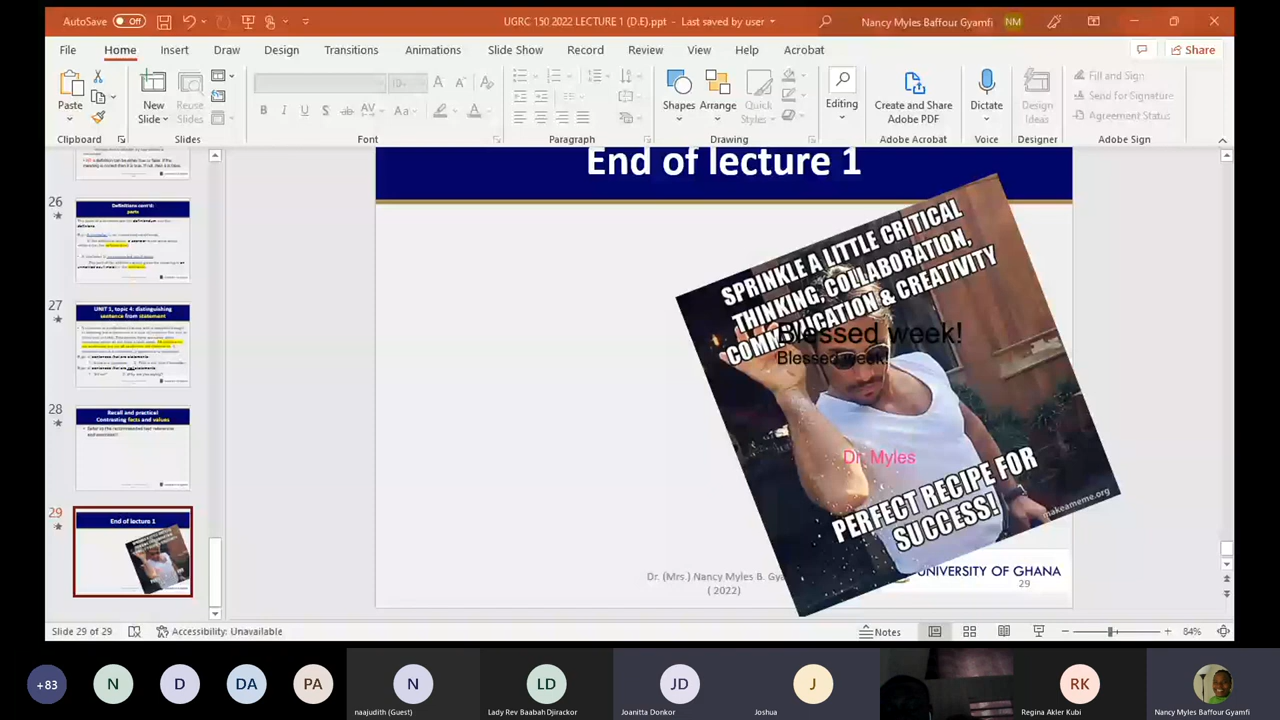 AutoSave
Off
UGRC 150 2022 LECTURE 1 (D.E).ppt - Last saved by user
Nancy Myles Baffour Gyamfi
NM
File Home Insert Draw Design Transitions Animations Slide Show Record Review View Help Acrobat
Share
Paste
New
Slide
Reuse
Slides
Shapes
Arrange
Quick
Styles
Editing
Create and Share
Adobe PDF
Dictate
Design
Ideas
Fill and Sign
Send for Signature
Agreement Status
Clipboard
Slides
Font
Paragraph
Drawing
Adobe Acrobat
Voice
Designer
Adobe Sign
26
Definitions cont'd:
parts
27
UNIT 1, topic 4: distinguishing
sentence from statement
28
Recall and practical
Contrasting facts and values
29
End of lecture 1
End of lecture 1
SPRINKLE A LITTLE CRITICAL
THINKING, COLLABORATION,
COMMUNICATION & CREATIVITY
Blessed week!
Dr. Myles
PERFECT RECIPE FOR
SUCCESS!
makeameme.org
Dr. (Mrs.) Nancy Myles B.
( 2022)
UNIVERSITY OF GHANA
29
Slide 29 of 29
Accessibility: Unavailable
Notes
84%
+83
N
D
DA
PA
N
naajudith (Guest)
LD
Lady Rev Baabah Djirackor
JD
Joanitta Donkor
J
Joshua
RK
Regina Akler Kubi
Nancy Myles Baffour Gyamfi